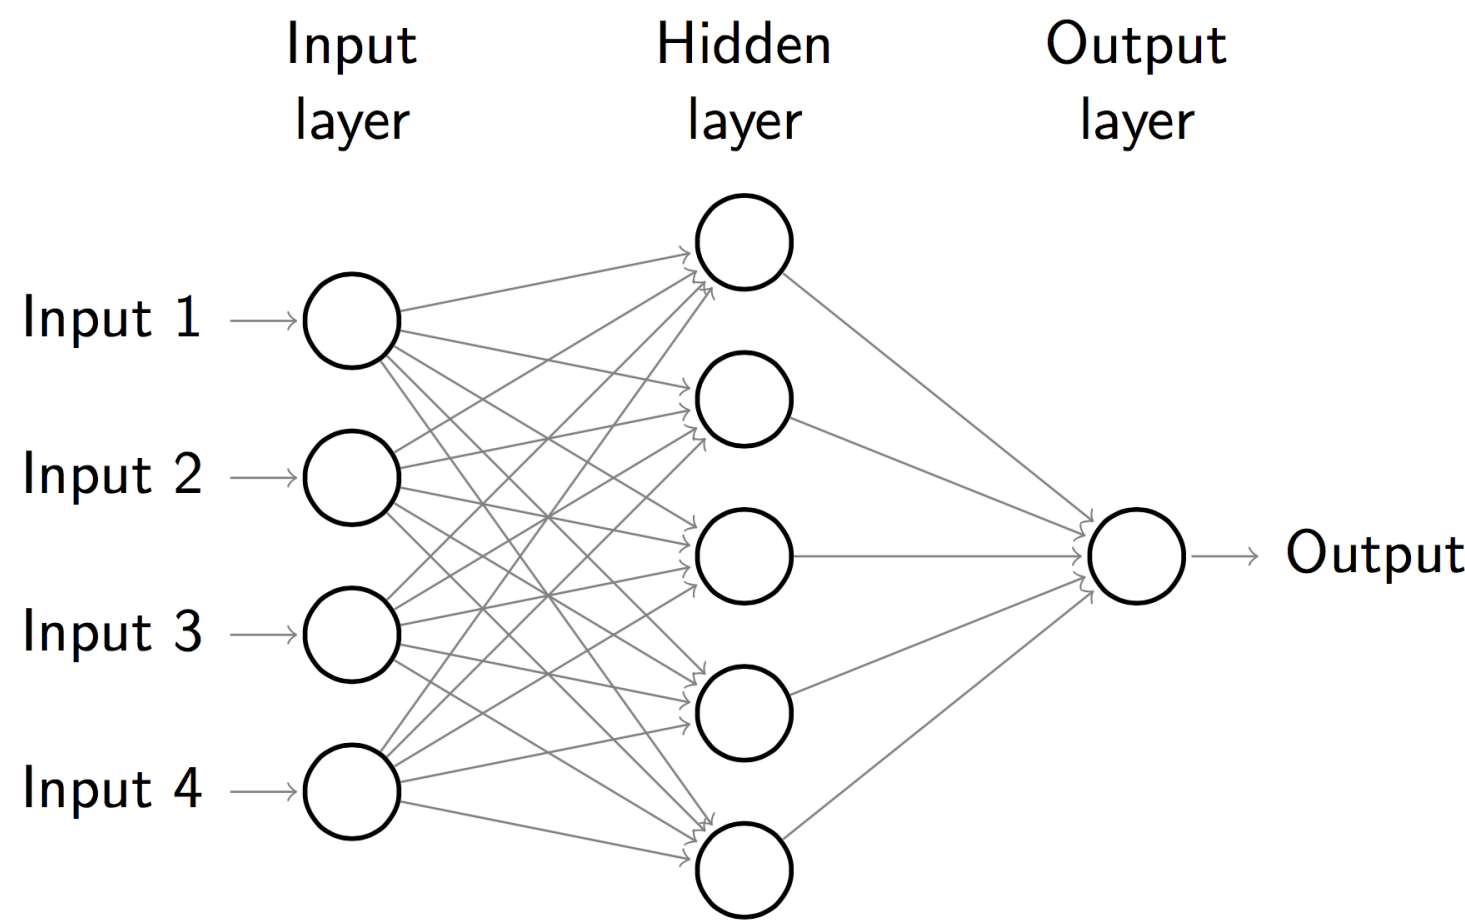 Input
layer
Hidden
layer
Output
layer
Input 1
Input 2
Input 3
Input 4
Output